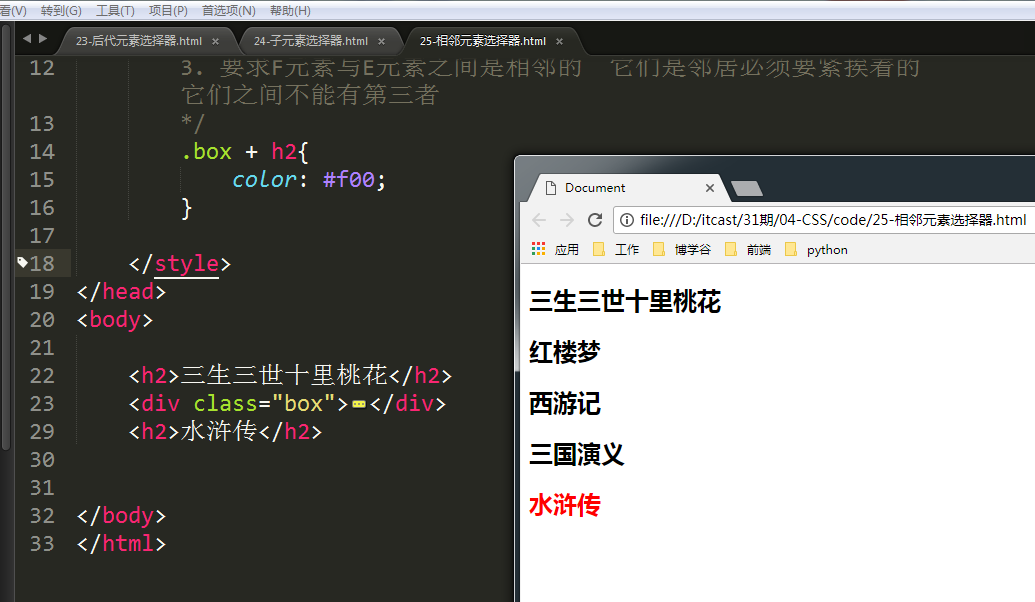 看(V) 转到(G) 工具(T) 项目(P) 首选项(N) 帮助(H)
23-后代元素选择器.html × 24-子元素选择器.html × 25-相邻元素选择器.html ×
12 3. 要求F元素与E元素之间是相邻的 它们是邻居必须要紧挨着的
它们之间不能有第三者
13 */
14 .box + h2{
15 color: #f00;
16 }
17
18 </style>
19 </head>
20 <body>
21
22 <h2>三生三世十里桃花</h2>
23 <div class="box"></div>
29 <h2>水浒传</h2>
30
31
32 </body>
33 </html>
Document ×
file:///D:/itcast/31期/04-CSS/code/25-相邻元素选择器.html
应用 工作 博学谷 前端 python
三生三世十里桃花
红楼梦
西游记
三国演义
水浒传